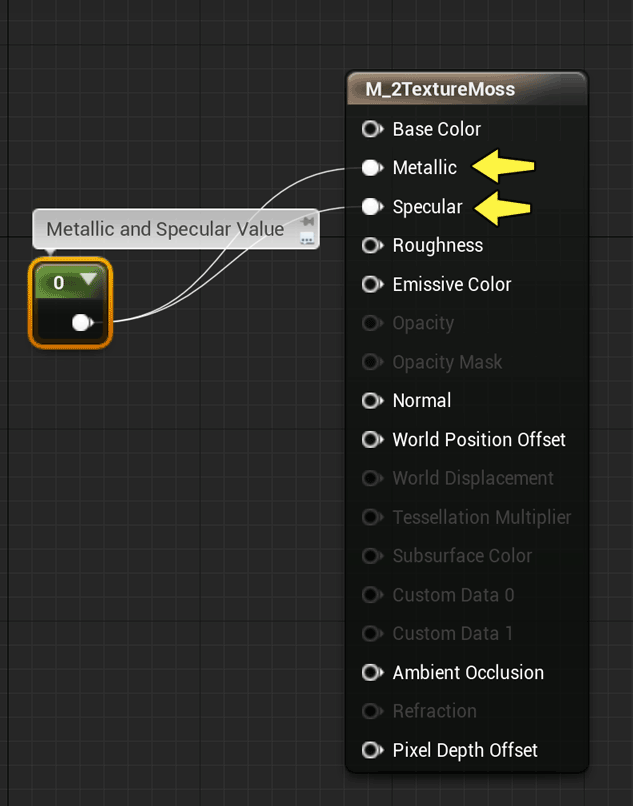 M_2TextureMoss
Base Color
Metallic
Specular
Metallic and Specular Value
0
Roughness
Emissive Color
Opacity
Opacity Mask
Normal
World Position Offset
World Displacement
Tessellation Multiplier
Subsurface Color
Custom Data 0
Custom Data 1
Ambient Occlusion
Refraction
Pixel Depth Offset